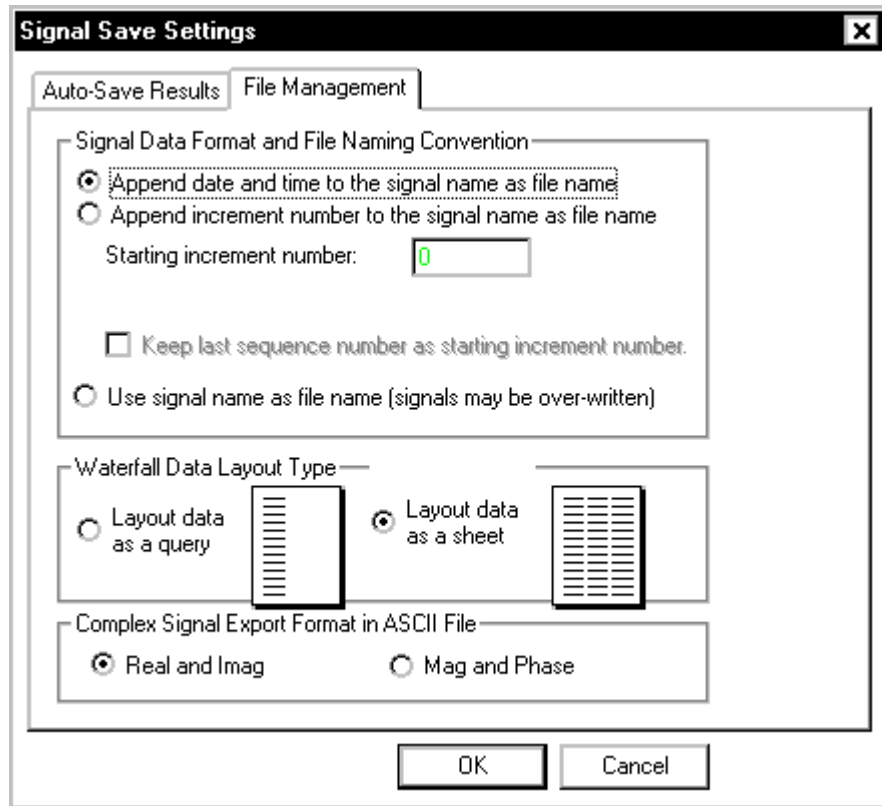 Signal Save Settings
Auto-Save Results
File Management
Signal Data Format and File Naming Convention
Append date and time to the signal name as file name
Append increment number to the signal name as file name
Starting increment number:
0
Keep last sequence number as starting increment number.
Use signal name as file name (signals may be over-written)
Waterfall Data Layout Type
Layout data
as a query
Layout data
as a sheet
Complex Signal Export Format in ASCII File
Real and Imag
Mag and Phase
OK
Cancel